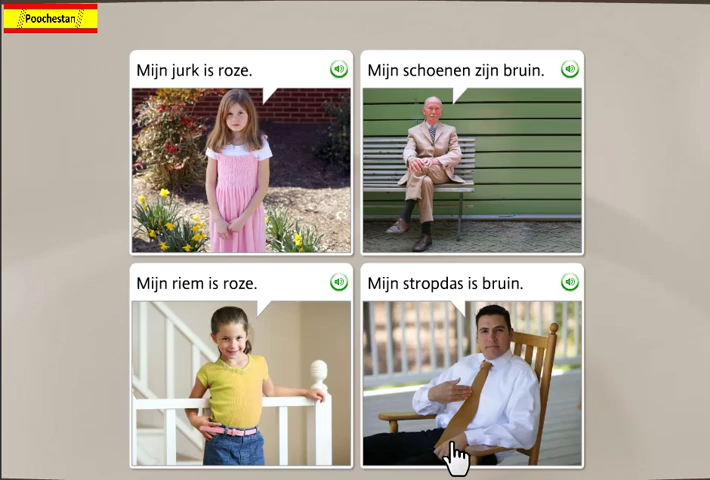 Poochestan
Mijn jurk is roze.
Mijn schoenen zijn bruin.
Mijn riem is roze.
Mijn stropdas is bruin.